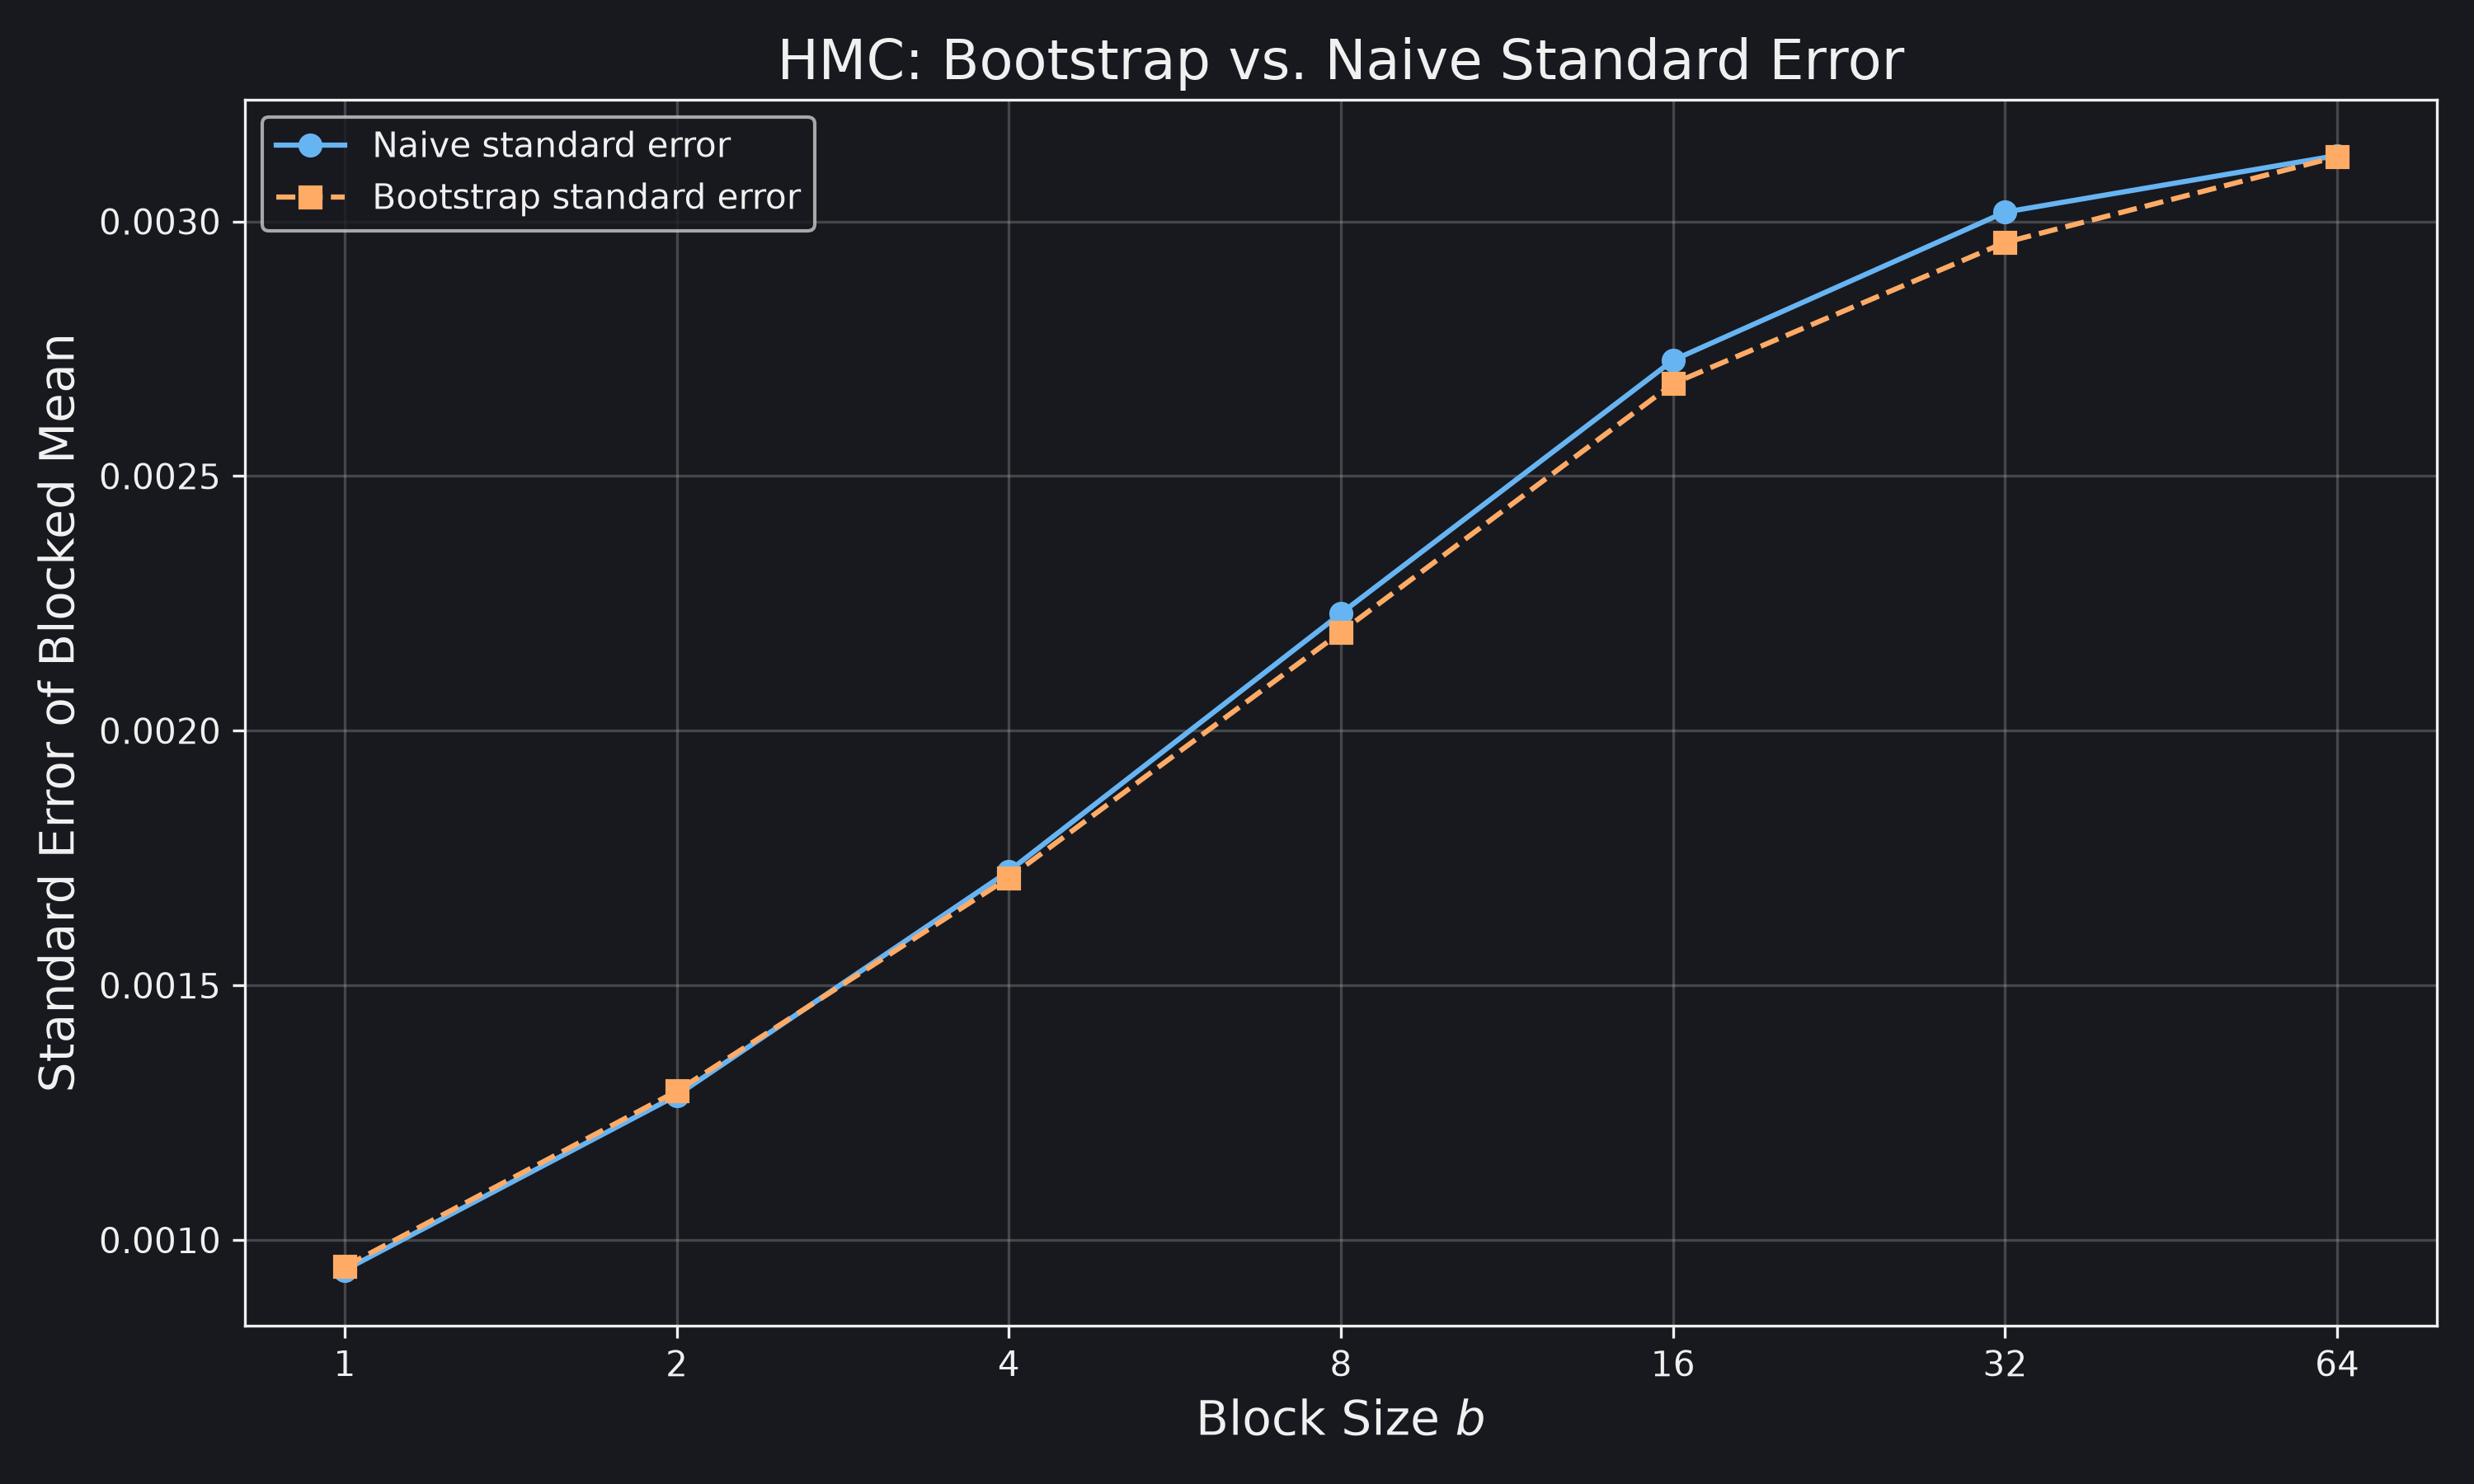 HMC: Bootstrap vs. Naive Standard Error
Naive standard error
Bootstrap standard error
Standard Error of Blocked Mean
0.0030
0.0025
0.0020
0.0015
0.0010
1 2 4 8 16 32 64
Block Size b